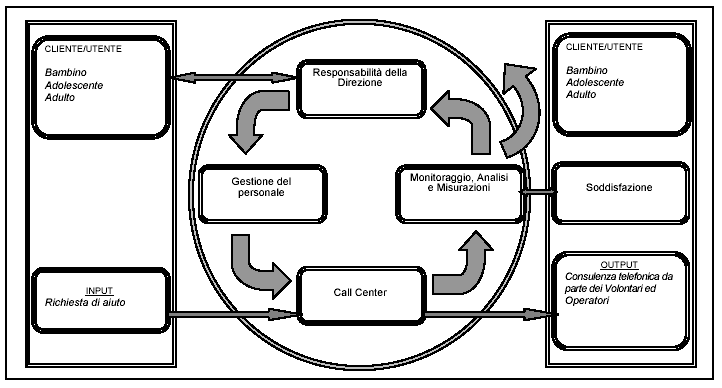 CLIENTE/UTENTE
Bambino
Adolescente
Adulto
INPUT
Richiesta di aiuto
Responsabilità della
Direzione
Gestione del
personale
Monitoraggio, Analisi
e Misurazioni
Call Center
CLIENTE/UTENTE
Bambino
Adolescente
Adulto
Soddisfazione
OUTPUT
Consulenza telefonica da
parte dei Volontari ed
Operatori